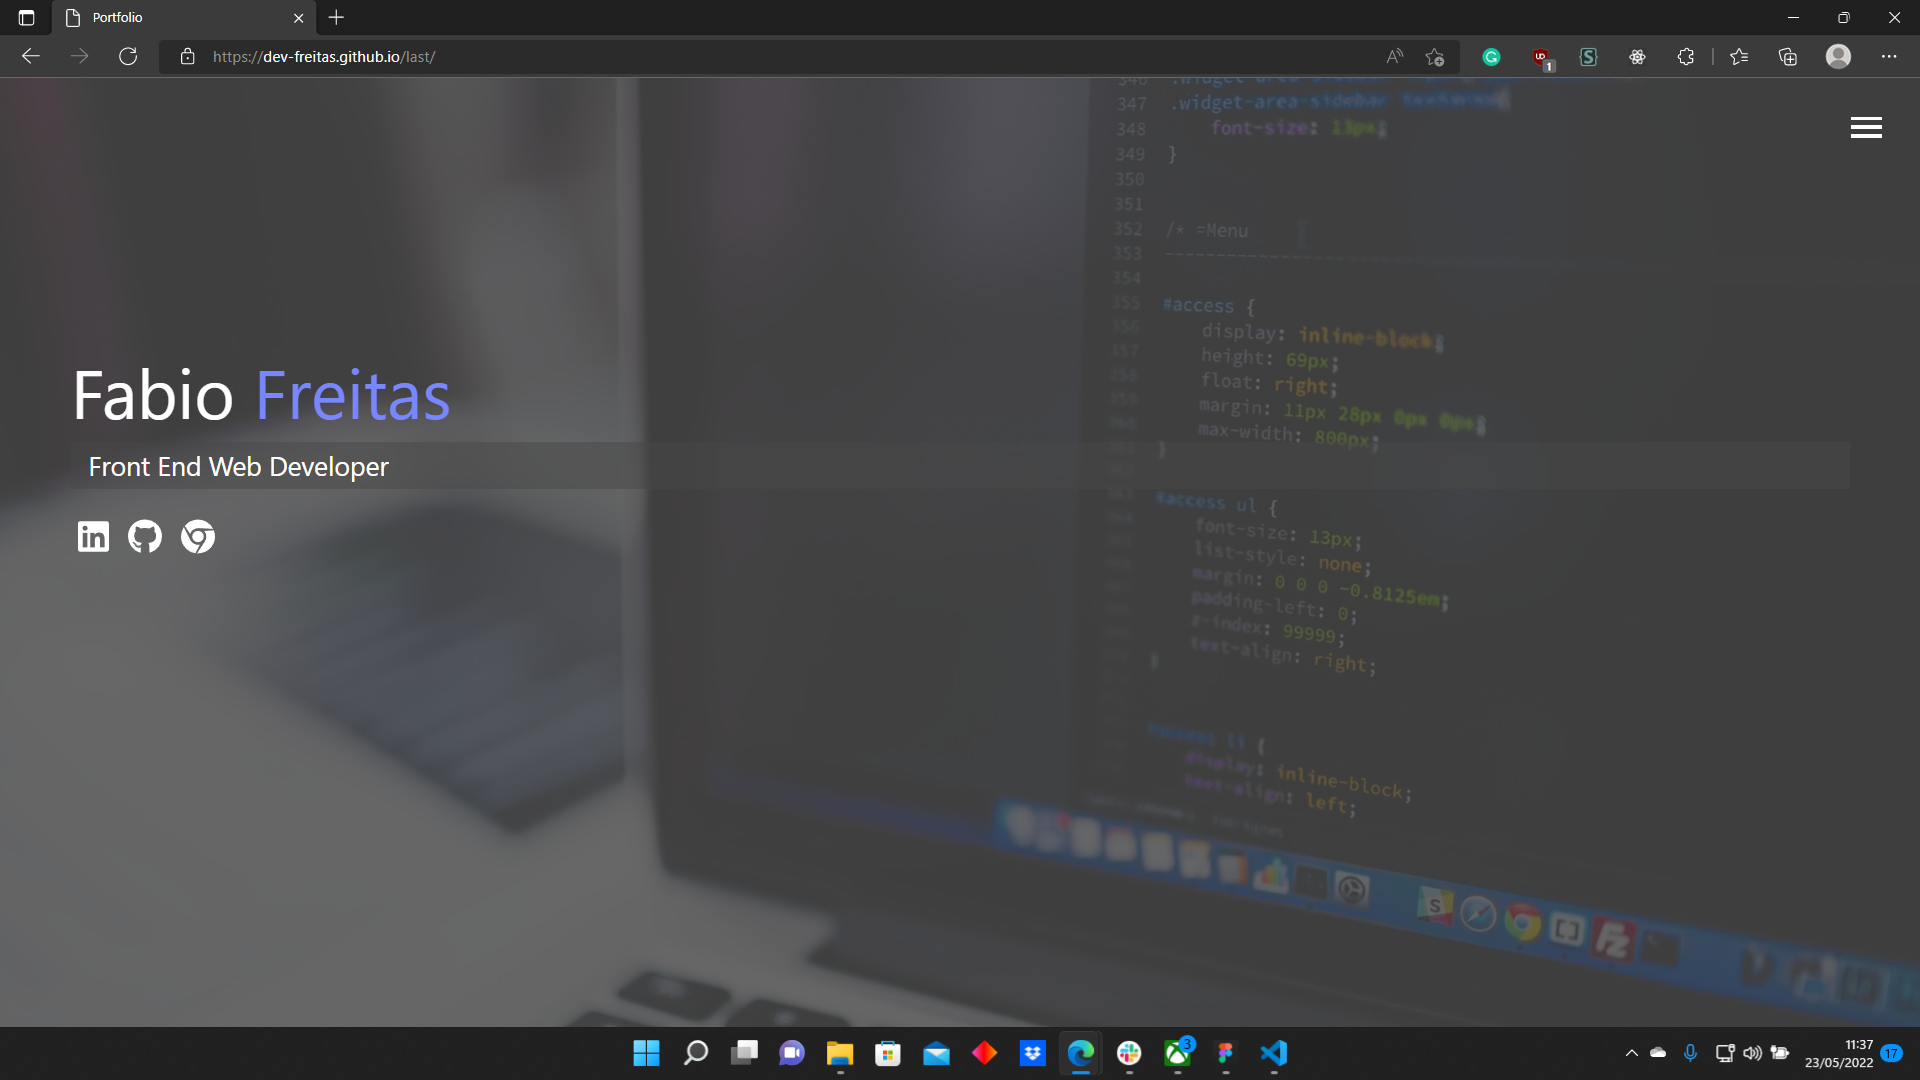 Portfolio
https://dev-freitas.github.io/last/
1
347 .widget-area-sidebar
348 font-size: 13px;
349 }
350
351
352 /* =Menu
353
354
355 #access {
356 display: inline-block;
357 height: 69px;
358 float: right;
359 margin: 11px 28px 0px 0px;
360 max-width: 800px;
}
#access ul {
font-size: 13px;
list-style: none;
margin: 0 0 0 -0.8125em;
padding-left: 0;
z-index: 99999;
text-align: right;
}
#access li {
display: inline-block;
text-align: left;
Fabio Freitas
Front End Web Developer
3
11:37
23/05/2022
17